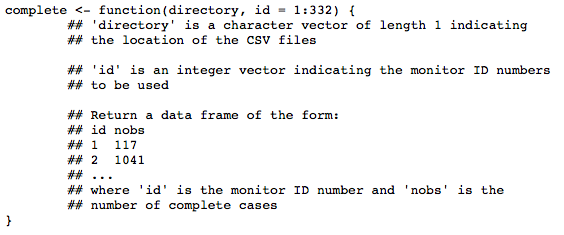 complete <- function(directory, id = 1:332) {
## 'directory' is a character vector of length 1 indicating
## the location of the CSV files
## 'id' is an integer vector indicating the monitor ID numbers
## to be used
## Return a data frame of the form:
## id nobs
## 1  117
## 2  1041
## ...
## where 'id' is the monitor ID number and 'nobs' is the
## number of complete cases
}